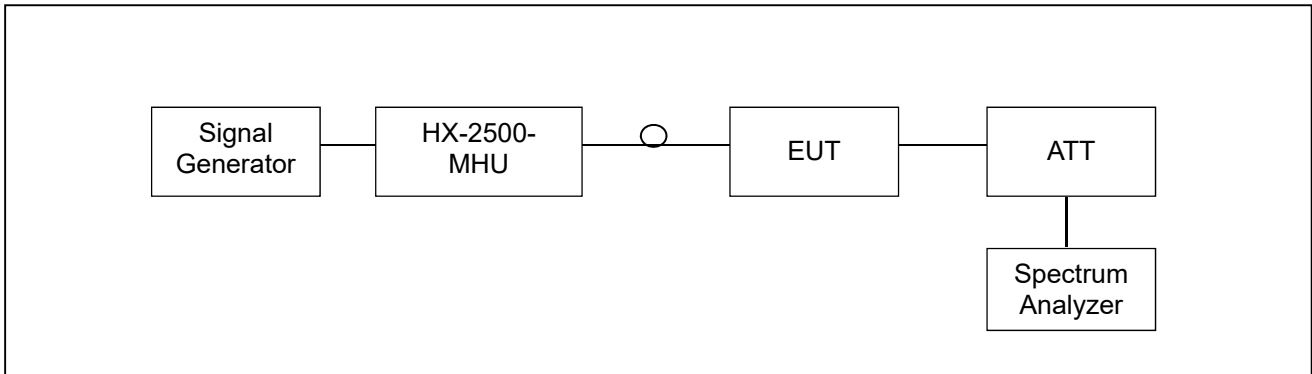 Signal
Generator
HX-2500-
MHU
EUT
ATT
Spectrum
Analyzer